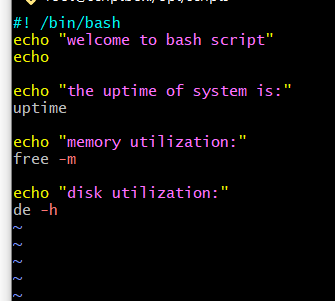 #! /bin/bash
echo "welcome to bash script"
echo
echo "the uptime of system is:"
uptime
echo "memory utilization:"
free -m
echo "disk utilization:"
de -h
~
~
~
~
~